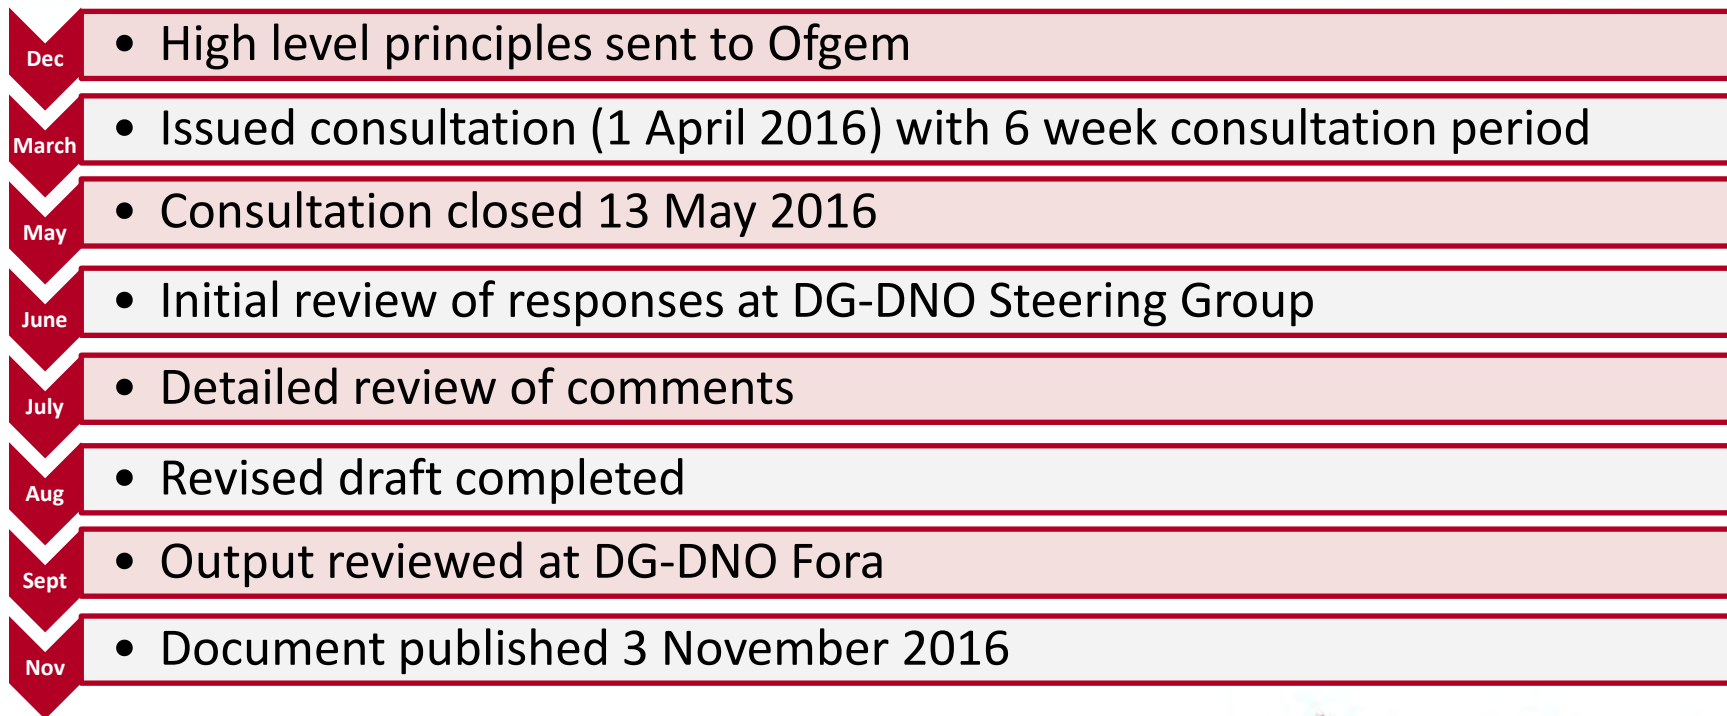 Dec
• High level principles sent to Ofgem
March
• Issued consultation (1 April 2016) with 6 week consultation period
May
• Consultation closed 13 May 2016
June
• Initial review of responses at DG-DNO Steering Group
July
• Detailed review of comments
Aug
• Revised draft completed
Sept
• Output reviewed at DG-DNO Fora
Nov
• Document published 3 November 2016